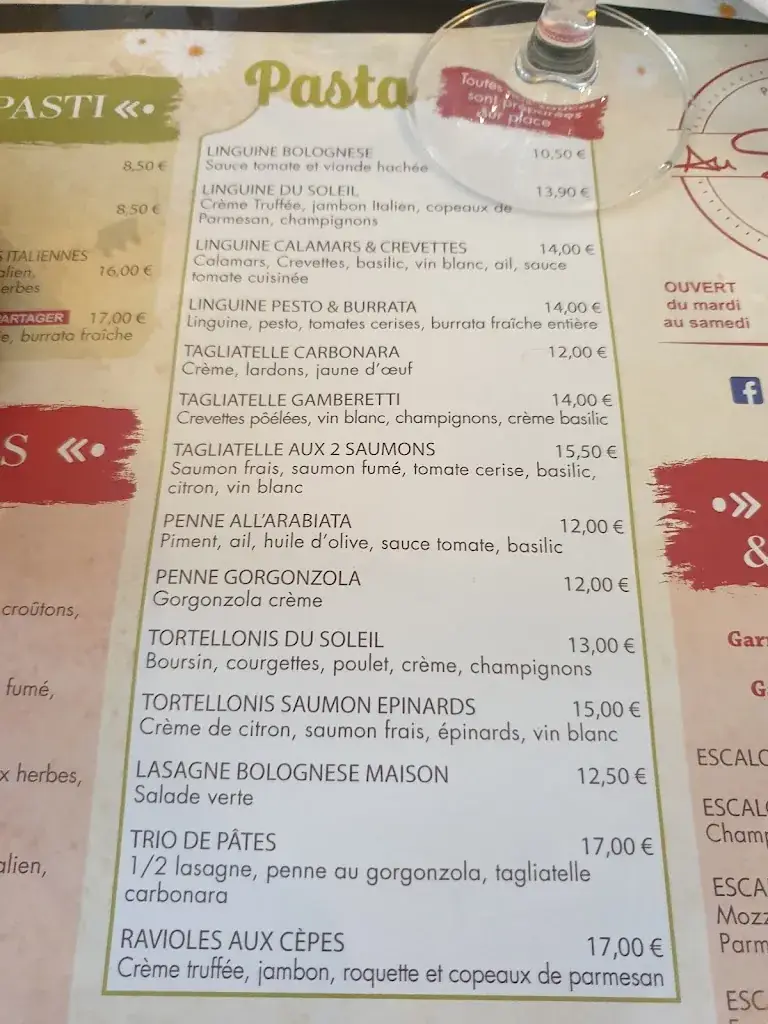 PASTI
8,50 €
8,50 €
ITALIENNES
16,00 €
PARTAGER 17,00 €
burrata fraîche
S
croûtons,
fumé,
herbes,
Pasta
Toutes
sont préparées
sur place
LINGUINE BOLOGNESE 10,50 €
Sauce tomate et viande hachée
LINGUINE DU SOLEIL 13,90 €
Crème Truffée, jambon Italien, copeaux de
Parmesan, champignons
LINGUINE CALAMARS & CREVETTES 14,00 €
Calamars, Crevettes, basilic, vin blanc, ail, sauce
tomate cuisinée
LINGUINE PESTO & BURRATA 14,00 €
Linguine, pesto, tomates cerises, burrata fraîche entière
TAGLIATELLE CARBONARA 12,00 €
Crème, lardons, jaune d'œuf
TAGLIATELLE GAMBERETTI 14,00 €
Crevettes pôélées, vin blanc, champignons, crème basilic
TAGLIATELLE AUX 2 SAUMONS 15,50 €
Saumon frais, saumon fumé, tomate cerise, basilic,
citron, vin blanc
PENNE ALL'ARABIATA 12,00 €
Piment, ail, huile d'olive, sauce tomate, basilic
PENNE GORGONZOLA 12,00 €
Gorgonzola crème
TORTELLONIS DU SOLEIL 13,00 €
Boursin, courgettes, poulet, crème, champignons
TORTELLONIS SAUMON EPINARDS 15,00 €
Crème de citron, saumon frais, épinards, vin blanc
LASAGNE BOLOGNESE MAISON 12,50 €
Salade verte
TRIO DE PÂTES 17,00 €
1/2 lasagne, penne au gorgonzola, tagliatelle
carbonara
RAVIOLES AUX CÈPES 17,00 €
Crème truffée, jambon, roquette et copeaux de parmesan
Au
OUVERT
du mardi
au samedi
f
&